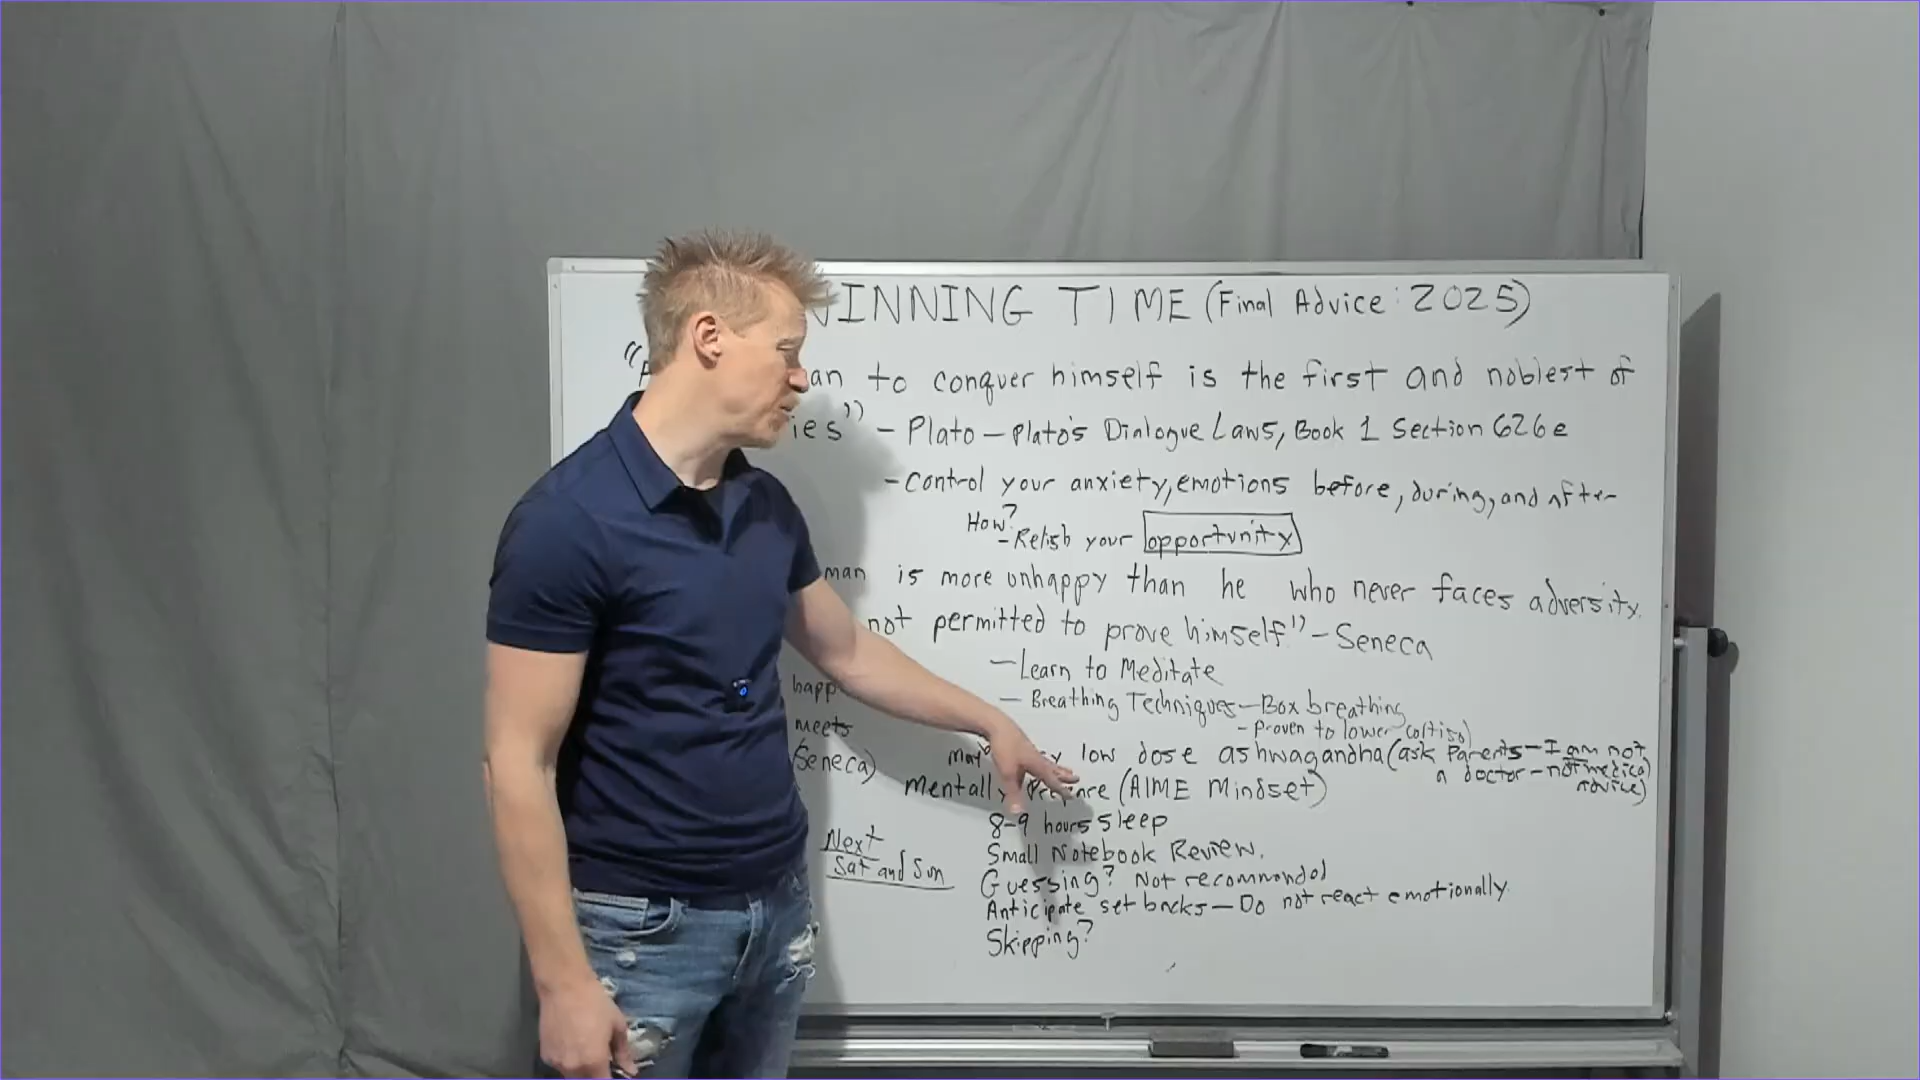 INNING TIME (Final Advice: 2025)
" an to conquer himself is the first and noblest of
ies" - Plato - Plato's Dialogue Laws, Book 1 Section 626e
- Control your anxiety, emotions before, during, and after
How?
- Relish your opportunity
man is more unhappy than he who never faces adversity.
not permitted to prove himself" - Seneca
- Learn to Meditate
- Breathing Techniques - Box breathing
happ
- Proven to lower cortisol
meets
low dose ashwagandha (ask parents - I am not
(Seneca)
a doctor - not medical
advice)
Mentally Prepare (AIME Mindset)
8-9 hours sleep
Next
Sat and Sun
Small Notebook Review.
Guessing? Not recommended
Anticipate set backs - Do not react emotionally.
Skipping?